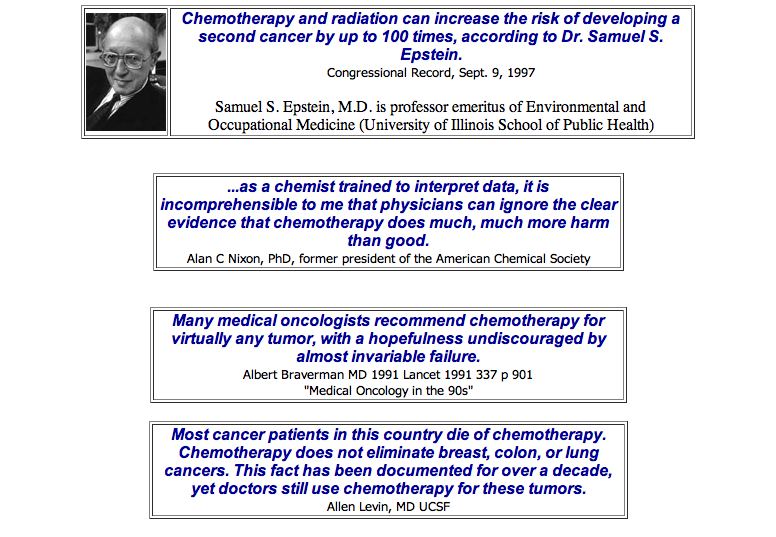 Chemotherapy and radiation can increase the risk of developing a
second cancer by up to 100 times, according to Dr. Samuel S.
Epstein.
Congressional Record, Sept. 9, 1997
Samuel S. Epstein, M.D. is professor emeritus of Environmental and
Occupational Medicine (University of Illinois School of Public Health)
...as a chemist trained to interpret data, it is
incomprehensible to me that physicians can ignore the clear
evidence that chemotherapy does much, much more harm
than good.
Alan C Nixon, PhD, former president of the American Chemical Society
Many medical oncologists recommend chemotherapy for
virtually any tumor, with a hopefulness undiscouraged by
almost invariable failure.
Albert Braverman MD 1991 Lancet 1991 337 p 901
"Medical Oncology in the 90s"
Most cancer patients in this country die of chemotherapy.
Chemotherapy does not eliminate breast, colon, or lung
cancers. This fact has been documented for over a decade,
yet doctors still use chemotherapy for these tumors.
Allen Levin, MD UCSF